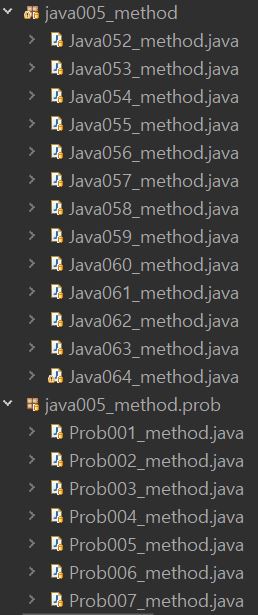 java005_method
Java052_method.java
Java053_method.java
Java054_method.java
Java055_method.java
Java056_method.java
Java057_method.java
Java058_method.java
Java059_method.java
Java060_method.java
Java061_method.java
Java062_method.java
Java063_method.java
Java064_method.java
java005_method.prob
Prob001_method.java
Prob002_method.java
Prob003_method.java
Prob004_method.java
Prob005_method.java
Prob006_method.java
Prob007_method.java